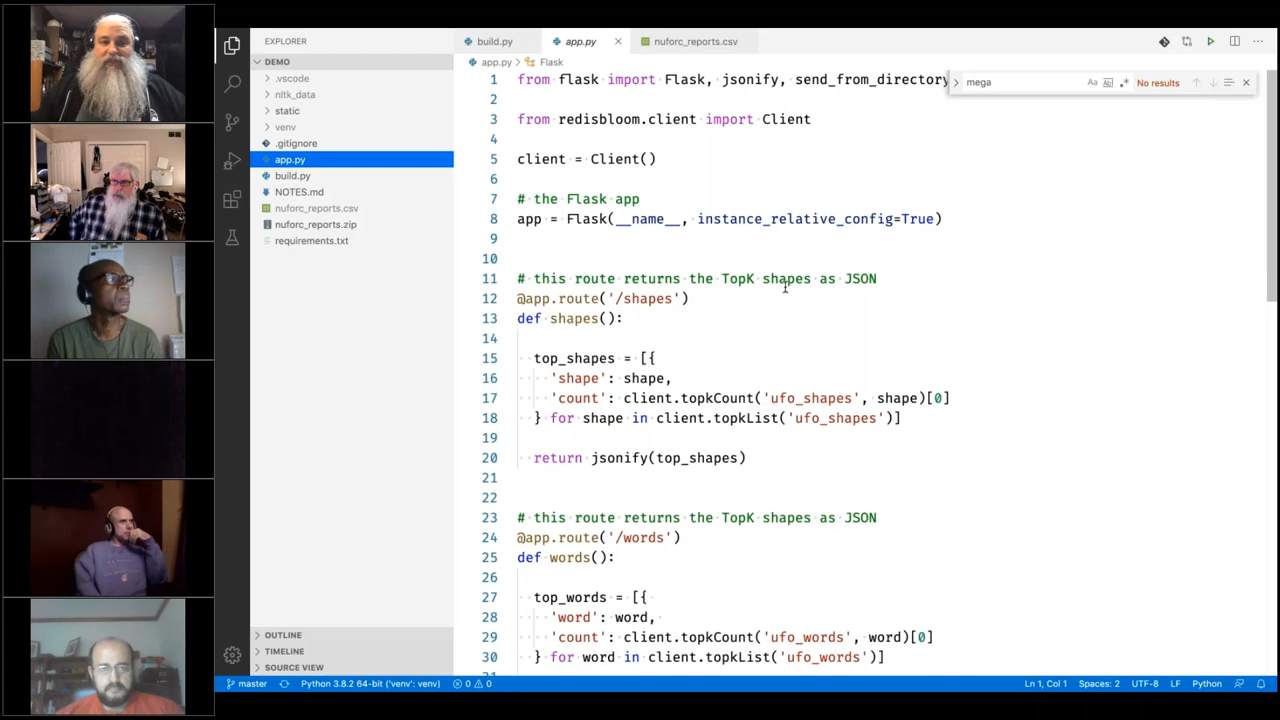 EXPLORER
DEMO
.vscode
nltk_data
static
venv
.gitignore
app.py
build.py
NOTES.md
nuforc_reports.csv
nuforc_reports.zip
requirements.txt
OUTLINE
TIMELINE
SOURCE VIEW
build.py app.py nuforc_reports.csv
app.py > Flask
mega Aa Ab .* No results
1 from flask import Flask, jsonify, send_from_directory
2
3 from redisbloom.client import Client
4
5 client = Client()
6
7 # the Flask app
8 app = Flask(__name__, instance_relative_config=True)
9
10
11 # this route returns the TopK shapes as JSON
12 @app.route('/shapes')
13 def shapes():
14
15 top_shapes = [{
16 'shape': shape,
17 'count': client.topkCount('ufo_shapes', shape)[0]
18 } for shape in client.topkList('ufo_shapes')]
19
20 return jsonify(top_shapes)
21
22
23 # this route returns the TopK shapes as JSON
24 @app.route('/words')
25 def words():
26
27 top_words = [{
28 'word': word,
29 'count': client.topkCount('ufo_words', word)[0]
30 } for word in client.topkList('ufo_words')]
master Python 3.8.2 64-bit ('venv': venv) 0 0 Ln 1, Col 1 Spaces: 2 UTF-8 LF Python